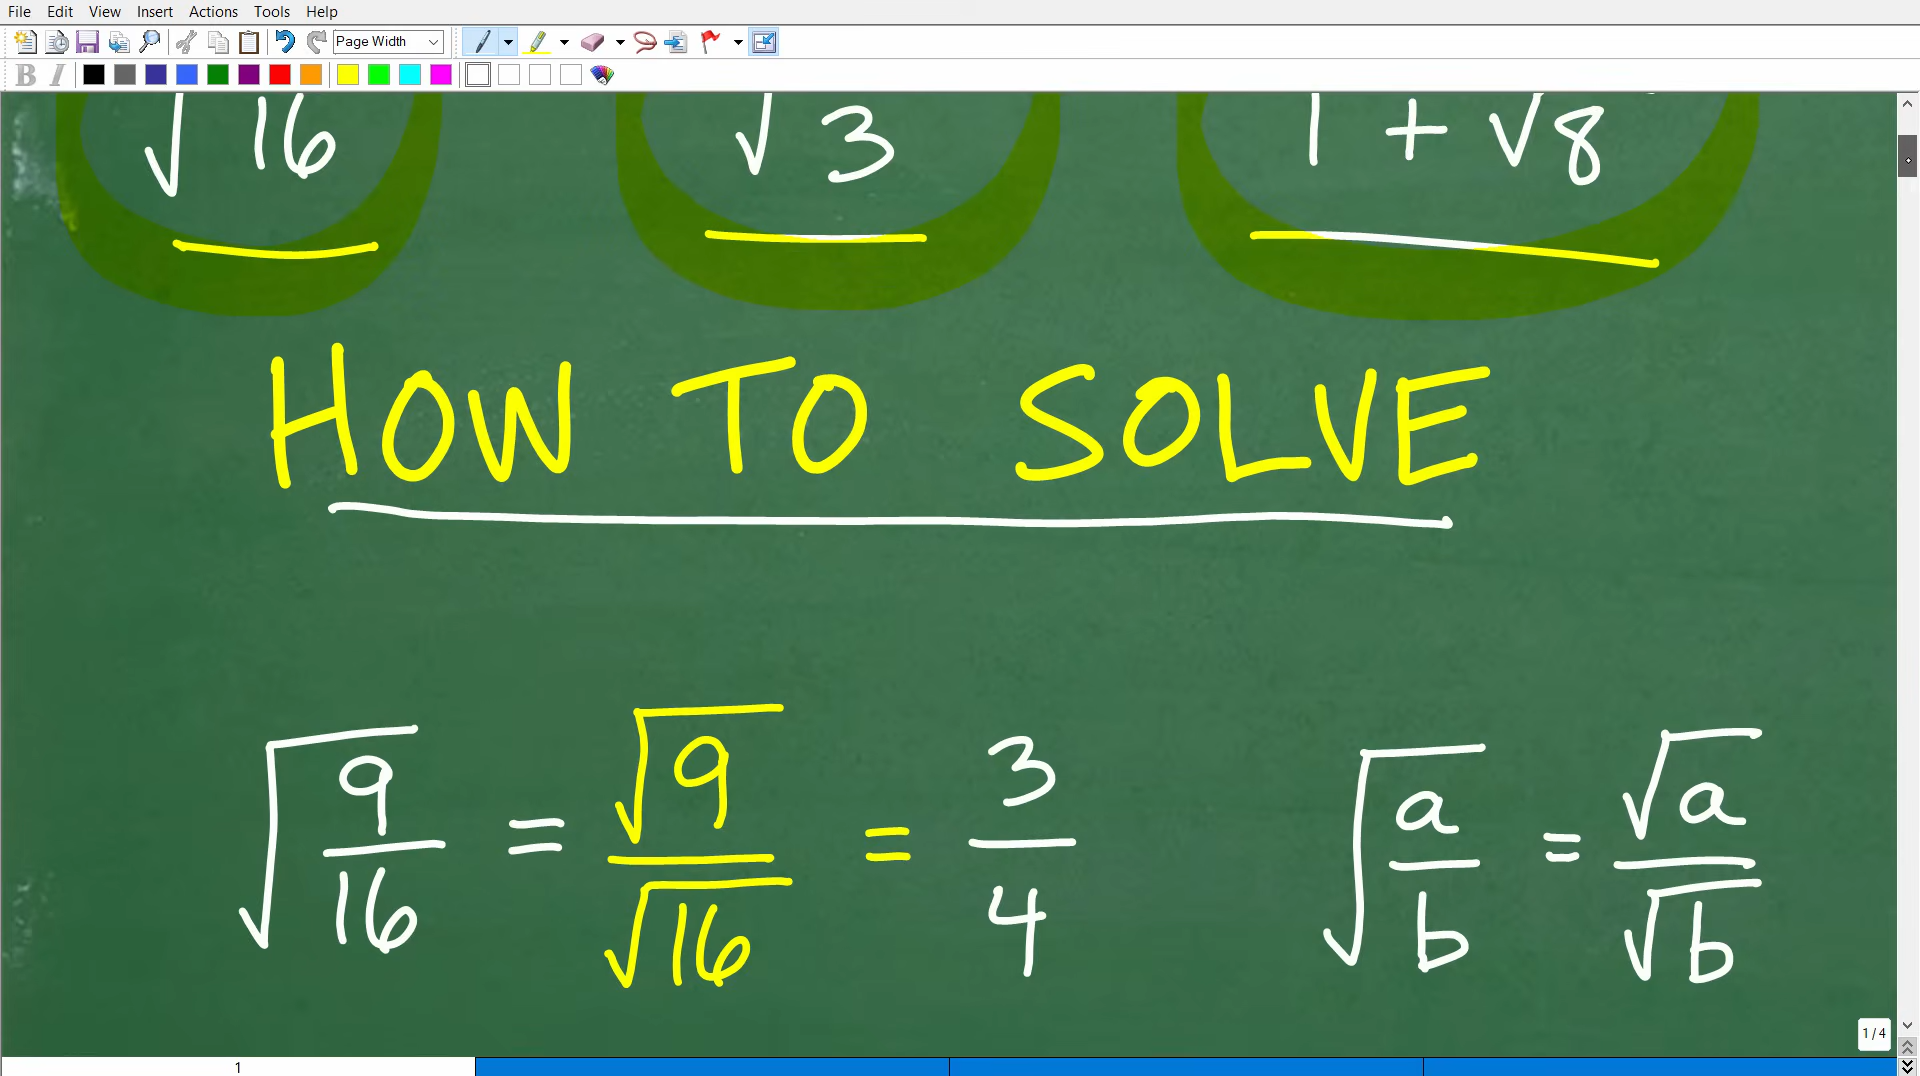 File Edit View Insert Actions Tools Help
Page Width
B I
√16 √3 1 + √8
HOW TO SOLVE
√(9/16) = √9/√16 = 3/4 √(a/b) = √a/√b
1 / 4
1